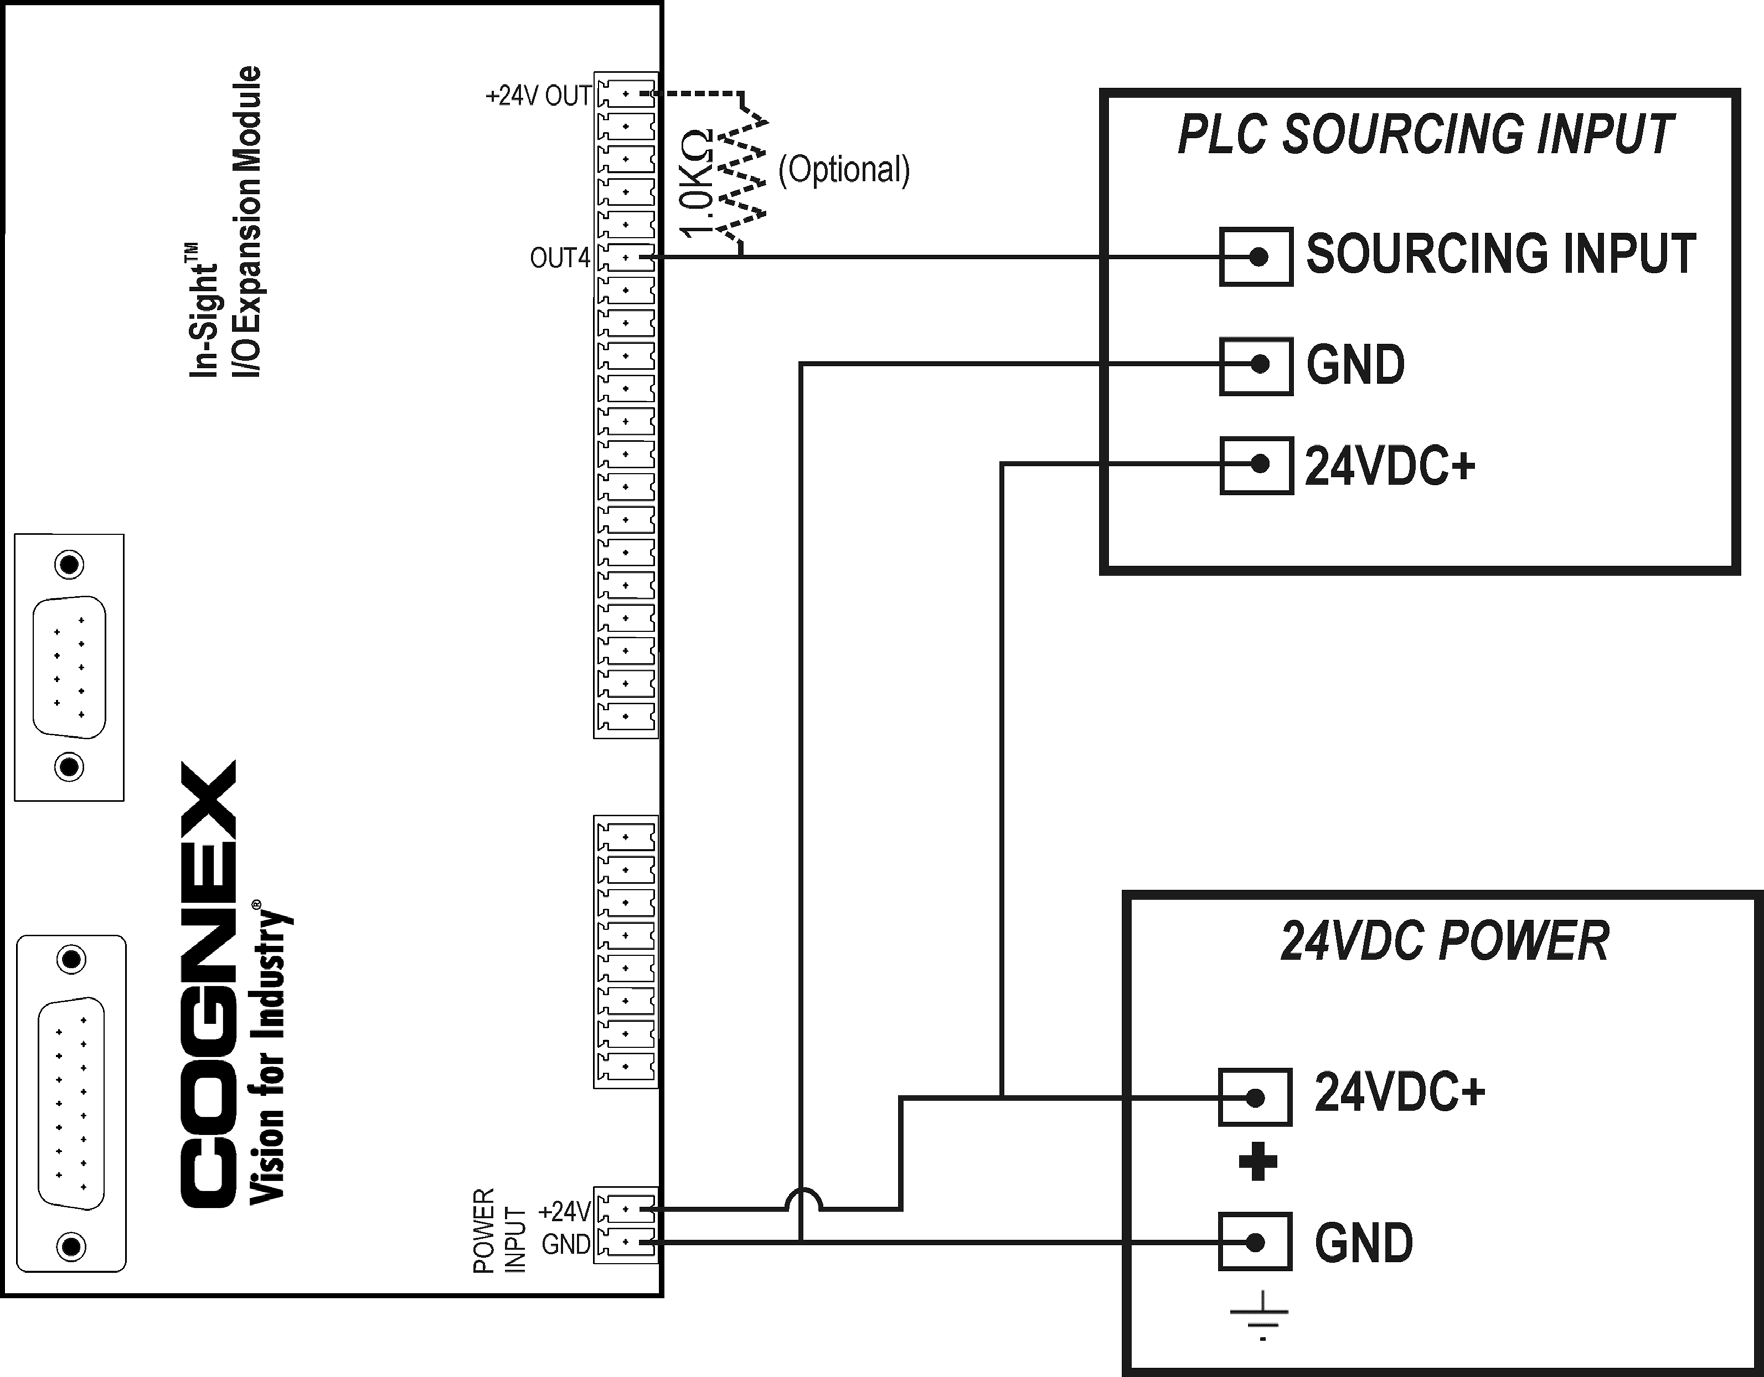 In-Sight™
I/O Expansion Module
+24V OUT
1.0KΩ
(Optional)
OUT4
PLC SOURCING INPUT
SOURCING INPUT
GND
24VDC+
COGNEX
Vision for Industry®
POWER
INPUT
+24V
GND
24VDC POWER
24VDC+
+
GND